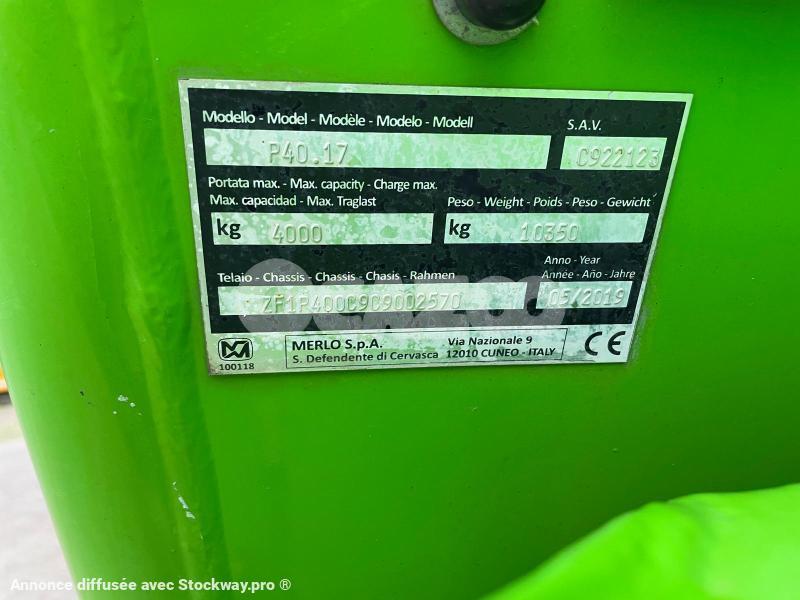 Modello - Model - Modèle - Modelo - Modell
S.A.V.
P40.17
C922123
Portata max. - Max. capacity - Charge max.
Max. capacidad - Max. Traglast
Peso - Weight - Poids - Peso - Gewicht
kg 4000
kg 10350
Telaio - Chassis - Chassis - Chasis - Rahmen
Anno - Year
Année - Año - Jahre
ZF1P400C9C9002570
05/2019
100118
MERLO S.p.A.
S. Defendente di Cervasca
Via Nazionale 9
12010 CUNEO - ITALY
CE
Annonce diffusée avec Stockway.pro ®